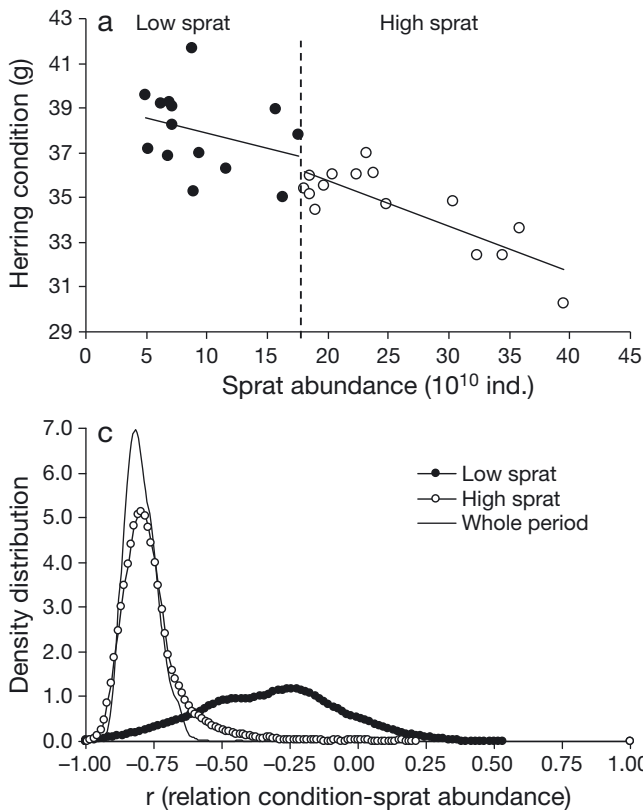 a Low sprat High sprat
43
41
39
37
35
33
31
29
Herring condition (g)
0 5 10 15 20 25 30 35 40 45
Sprat abundance (10¹⁰ ind.)
c
7.0
6.0
5.0
4.0
3.0
2.0
1.0
0.0
Density distribution
Low sprat
High sprat
Whole period
–1.00 –0.75 –0.50 –0.25 0.00 0.25 0.50 0.75 1.00
r (relation condition-sprat abundance)